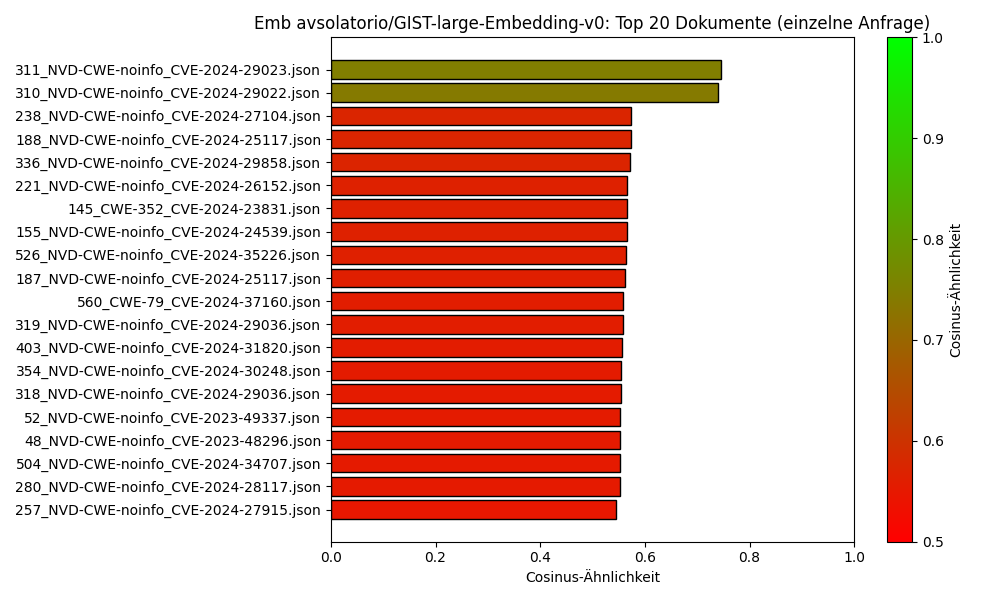 Emb avsolatorio/GIST-large-Embedding-v0: Top 20 Dokumente (einzelne Anfrage)
311_NVD-CWE-noinfo_CVE-2024-29023.json
310_NVD-CWE-noinfo_CVE-2024-29022.json
238_NVD-CWE-noinfo_CVE-2024-27104.json
188_NVD-CWE-noinfo_CVE-2024-25117.json
336_NVD-CWE-noinfo_CVE-2024-29858.json
221_NVD-CWE-noinfo_CVE-2024-26152.json
145_CWE-352_CVE-2024-23831.json
155_NVD-CWE-noinfo_CVE-2024-24539.json
526_NVD-CWE-noinfo_CVE-2024-35226.json
187_NVD-CWE-noinfo_CVE-2024-25117.json
560_CWE-79_CVE-2024-37160.json
319_NVD-CWE-noinfo_CVE-2024-29036.json
403_NVD-CWE-noinfo_CVE-2024-31820.json
354_NVD-CWE-noinfo_CVE-2024-30248.json
318_NVD-CWE-noinfo_CVE-2024-29036.json
52_NVD-CWE-noinfo_CVE-2023-49337.json
48_NVD-CWE-noinfo_CVE-2023-48296.json
504_NVD-CWE-noinfo_CVE-2024-34707.json
280_NVD-CWE-noinfo_CVE-2024-28117.json
257_NVD-CWE-noinfo_CVE-2024-27915.json
0.0 0.2 0.4 0.6 0.8 1.0
Cosinus-Ähnlichkeit
1.0
0.9
0.8
0.7
0.6
0.5
Cosinus-Ähnlichkeit